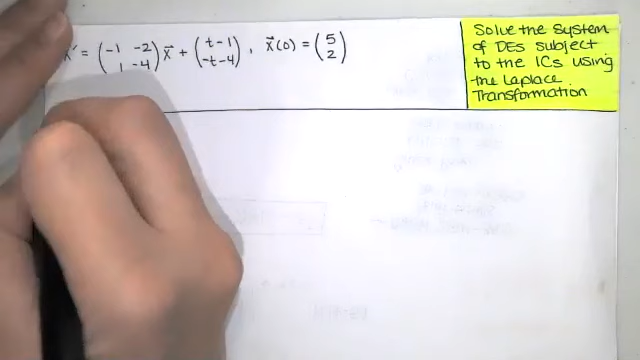 x⃗' = (-1 -2; 1 -4) x⃗ + (t-1; -t-4), x⃗(0) = (5; 2)
Solve the system
of DEs subject
to the ICs using
the Laplace
Transformation